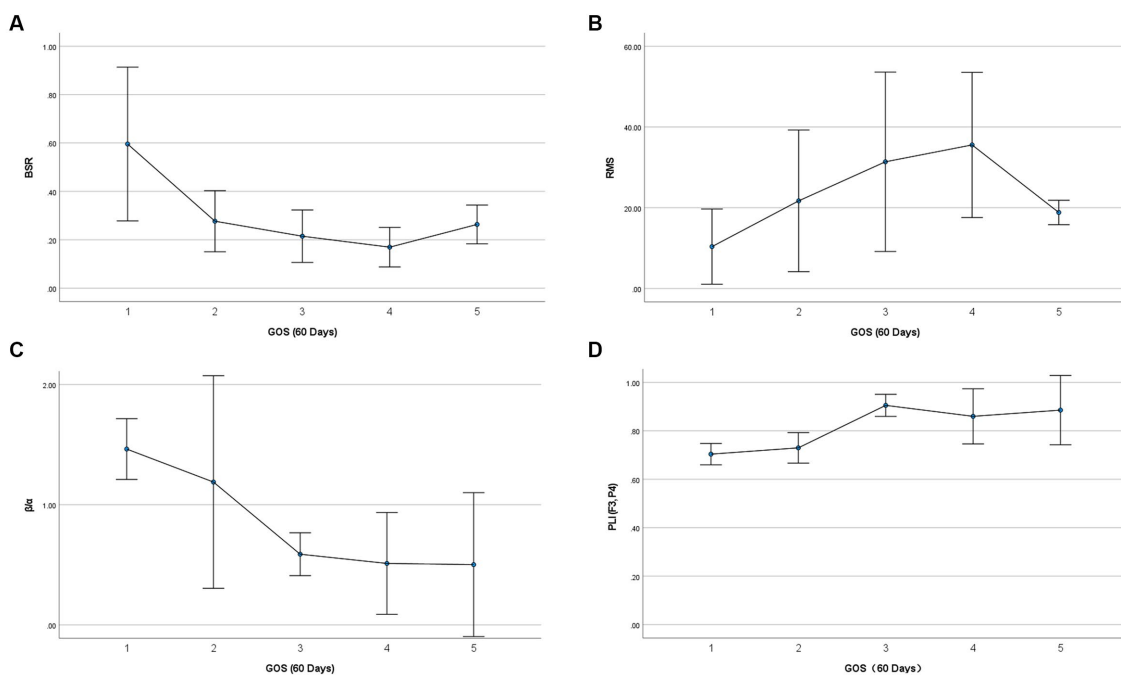 A
1.00
.80
.60
.40
.20
.00
BSR
1 2 3 4 5
GOS (60 Days)
B
60.00
40.00
20.00
.00
RMS
1 2 3 4 5
GOS (60 Days)
C
2.00
1.00
.00
β/α
1 2 3 4 5
GOS (60 Days)
D
1.00
.80
.60
.40
.20
.00
PLI (F3, P4)
1 2 3 4 5
GOS（60 Days）